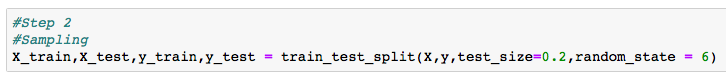 #Step 2
#Sampling
X_train,X_test,y_train,y_test = train_test_split(X,y,test_size=0.2,random_state = 6)